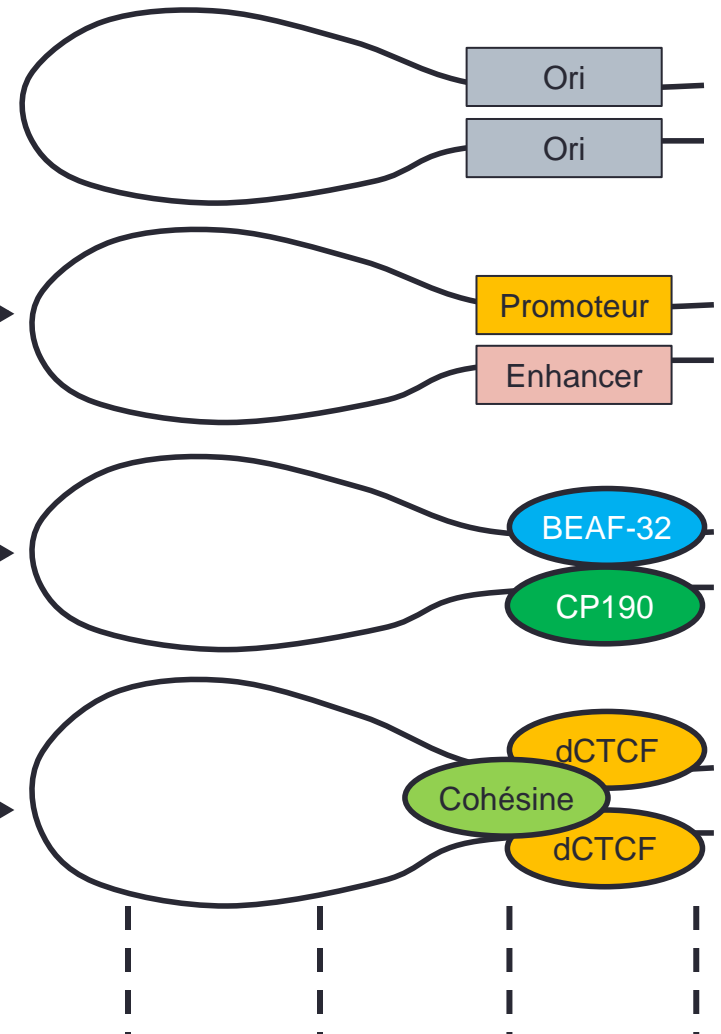 Ori
Ori
Promoteur
Enhancer
BEAF-32
CP190
dCTCF
Cohésine
dCTCF